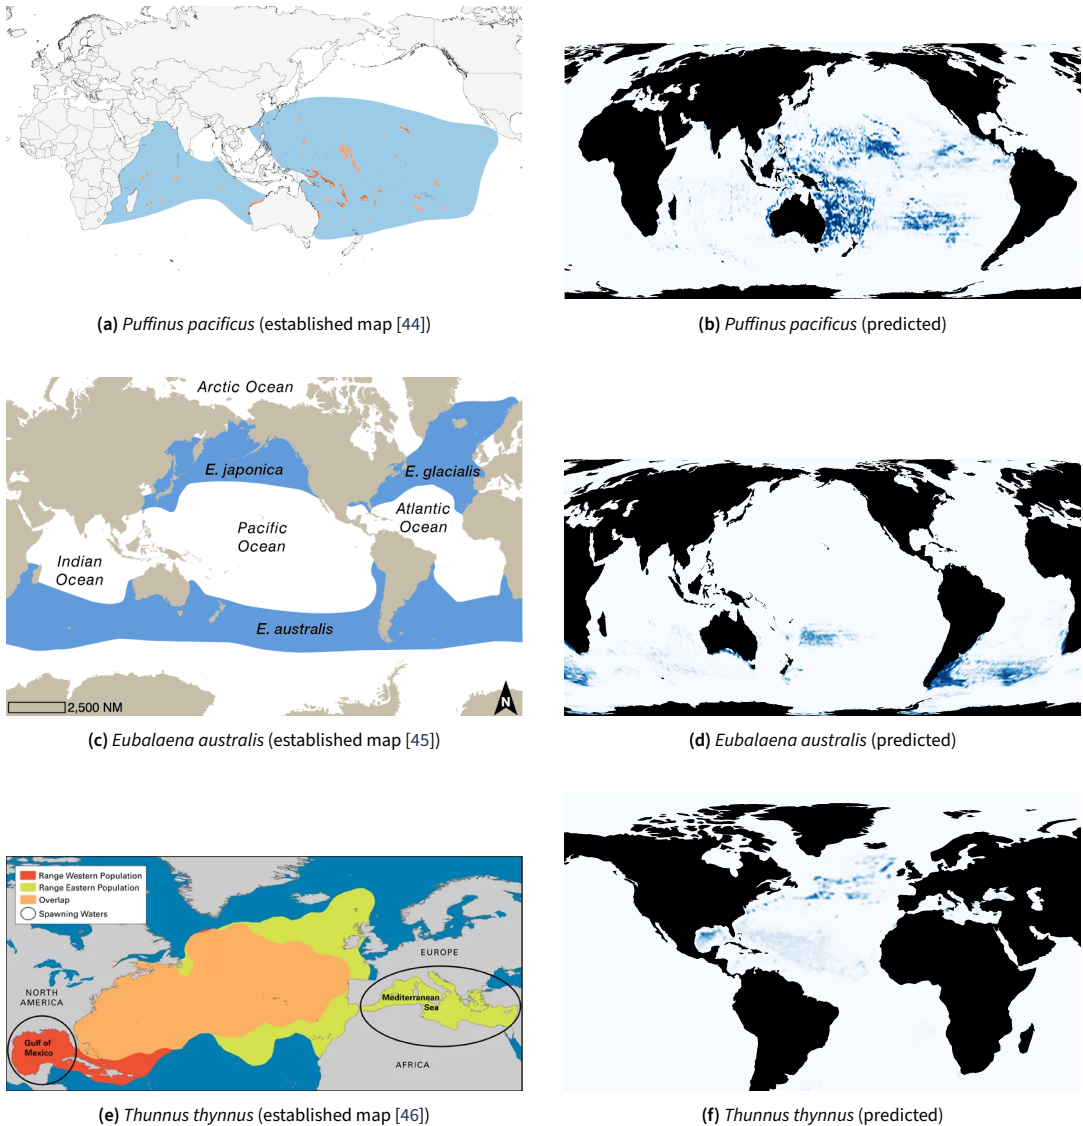 (a) Puffinus pacificus (established map [44])
(b) Puffinus pacificus (predicted)
Arctic Ocean
E. japonica
E. glacialis
Atlantic
Ocean
Pacific
Ocean
Indian
Ocean
E. australis
2,500 NM
N
(c) Eubalaena australis (established map [45])
(d) Eubalaena australis (predicted)
Range Western Population
Range Eastern Population
Overlap
Spawning Waters
EUROPE
NORTH
AMERICA
Mediterranean
Sea
Gulf of
Mexico
AFRICA
(e) Thunnus thynnus (established map [46])
(f) Thunnus thynnus (predicted)